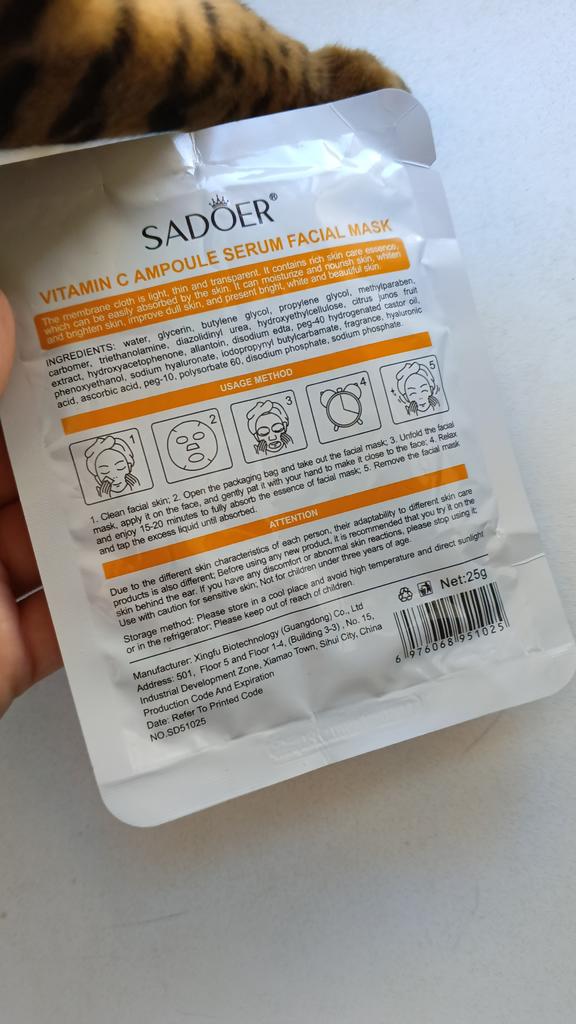 SADOER®
VITAMIN C AMPOULE SERUM FACIAL MASK
The membrane cloth is light, thin and transparent. It contains rich skin care essence,
which can be easily absorbed by the skin. It can moisturize and nourish skin, whiten
and brighten skin, improve dull skin, and present bright, white and beautiful skin.
INGREDIENTS: water, glycerin, butylene glycol, propylene glycol, methylparaben,
carbomer, triethanolamine, diazolidinyl urea, hydroxyethylcellulose, citrus junos fruit
extract, hydroxyacetophenone, allantoin, disodium edta, peg-40 hydrogenated castor oil,
phenoxyethanol, sodium hyaluronate, iodopropynyl butylcarbamate, fragrance, hyaluronic
acid, ascorbic acid, peg-10, polysorbate 60, disodium phosphate, sodium phosphate.
USAGE METHOD
1 2 3 4 5
1. Clean facial skin; 2. Open the packaging bag and take out the facial mask; 3. Unfold the facial
mask, apply it on the face, and gently pat it with your hand to make it close to the face; 4. Relax
and enjoy 15-20 minutes to fully absorb the essence of facial mask; 5. Remove the facial mask
and tap the excess liquid until absorbed.
ATTENTION
Due to the different skin characteristics of each person, their adaptability to different skin care
products is also different; Before using any new product, it is recommended that you try it on the
skin behind the ear. If you have any discomfort or abnormal skin reactions, please stop using it;
Use with caution for sensitive skin; Not for children under three years of age.
Storage method: Please store in a cool place and avoid high temperature and direct sunlight
or in the refrigerator; Please keep out of reach of children.
Manufacturer: Xingfu Biotechnology (Guangdong) Co., Ltd
Address: 501, Floor 5 and Floor 1-4, (Building 3-3) , No. 15,
Industrial Development Zone, Xiamao Town, Sihui City, China
Production Code And Expiration
Date: Refer To Printed Code
NO.SD51025
Net:25g
6 976068 951025